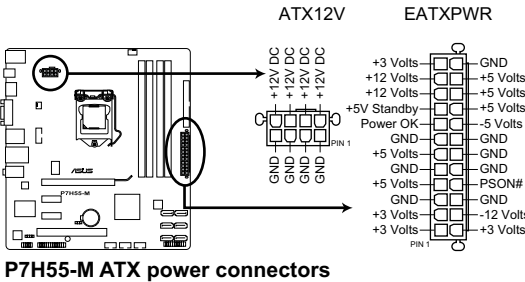 ATX12V
EATXPWR
+12V DC
+12V DC
+12V DC
+12V DC
PIN 1
GND
GND
GND
GND
+3 Volts GND
+12 Volts +5 Volts
+12 Volts +5 Volts
+5V Standby +5 Volts
Power OK -5 Volts
GND GND
+5 Volts GND
GND GND
+5 Volts PSON#
GND GND
+3 Volts -12 Volts
+3 Volts +3 Volts
PIN 1
ASUS
P7H55-M
P7H55-M ATX power connectors